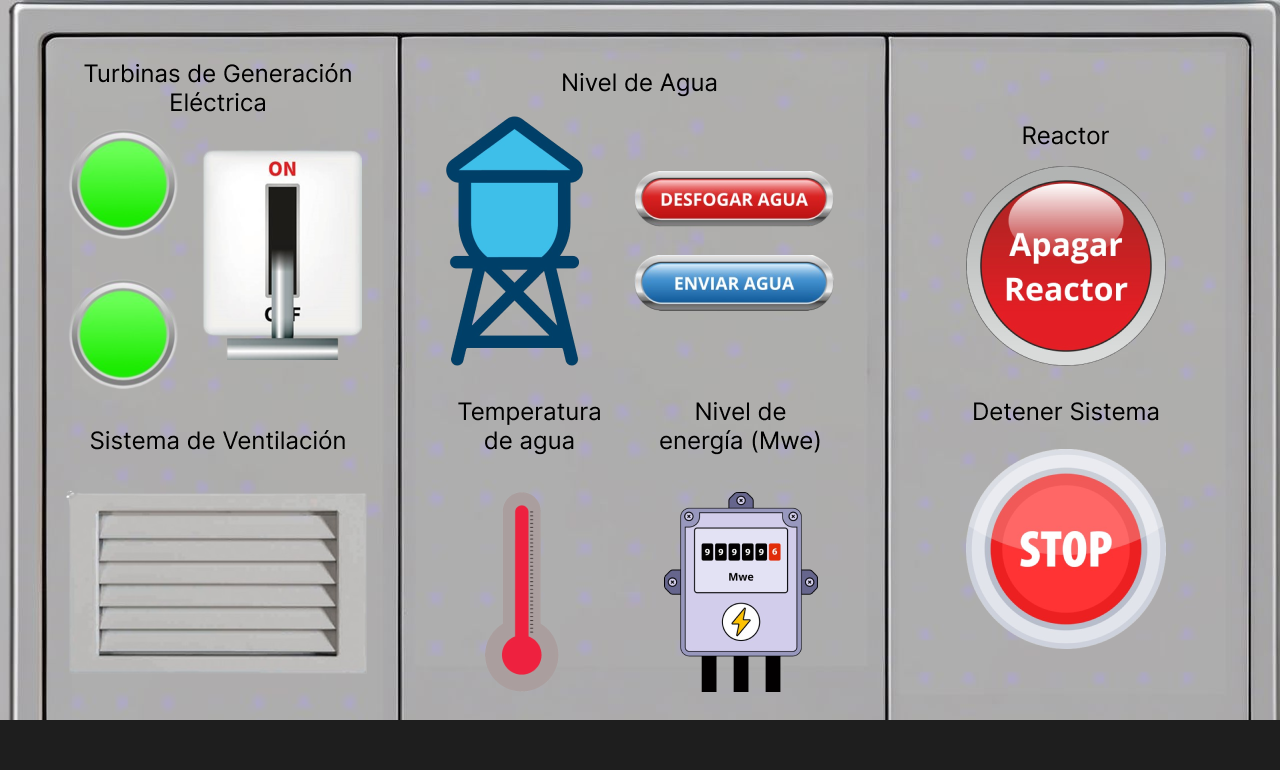 Turbinas de Generación
Eléctrica
ON
Sistema de Ventilación
Nivel de Agua
DESFOGAR AGUA
ENVIAR AGUA
Temperatura
de agua
Nivel de
energía (Mwe)
999996
Mwe
Reactor
Apagar
Reactor
Detener Sistema
STOP